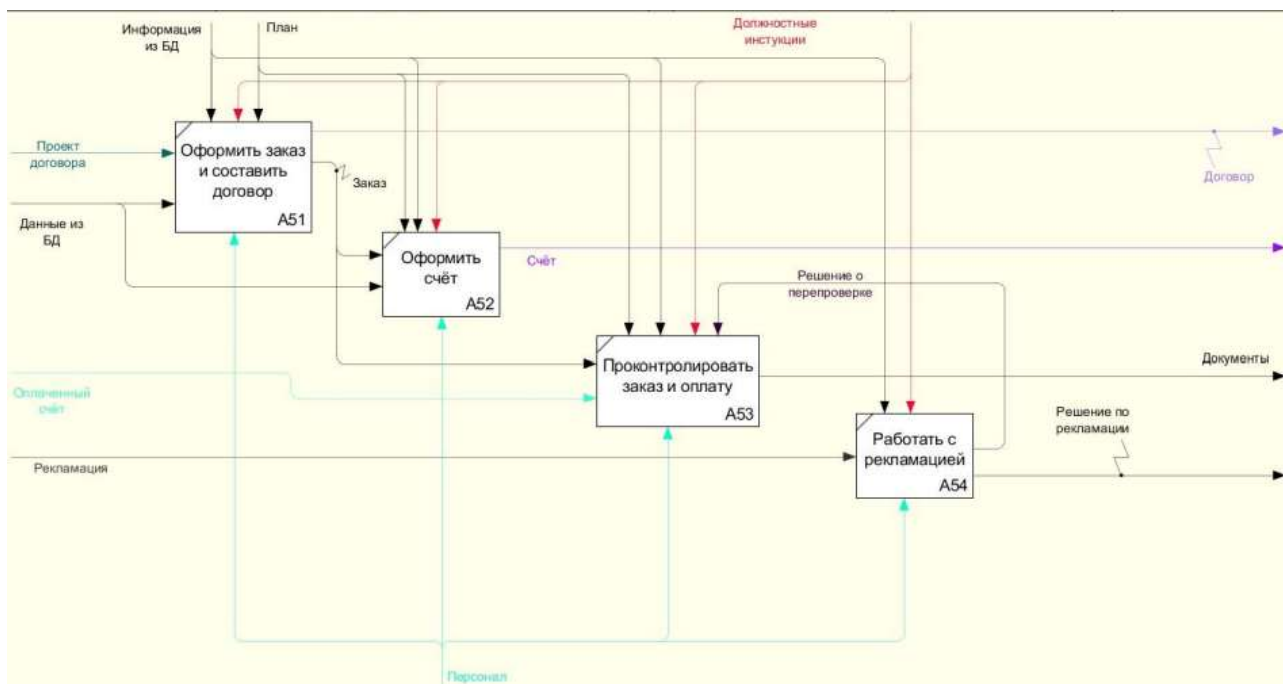 Информация
из БД
План
Должностные
инстукции
Проект
договора
Оформить заказ
и составить
договор
A51
Заказ
Договор
Данные из
БД
Оформить
счёт
A52
Счёт
Решение о
перепроверке
Проконтролировать
заказ и оплату
A53
Документы
Оплаченный
счёт
Решение по
рекламации
Работать с
рекламацией
A54
Рекламация
Персонал